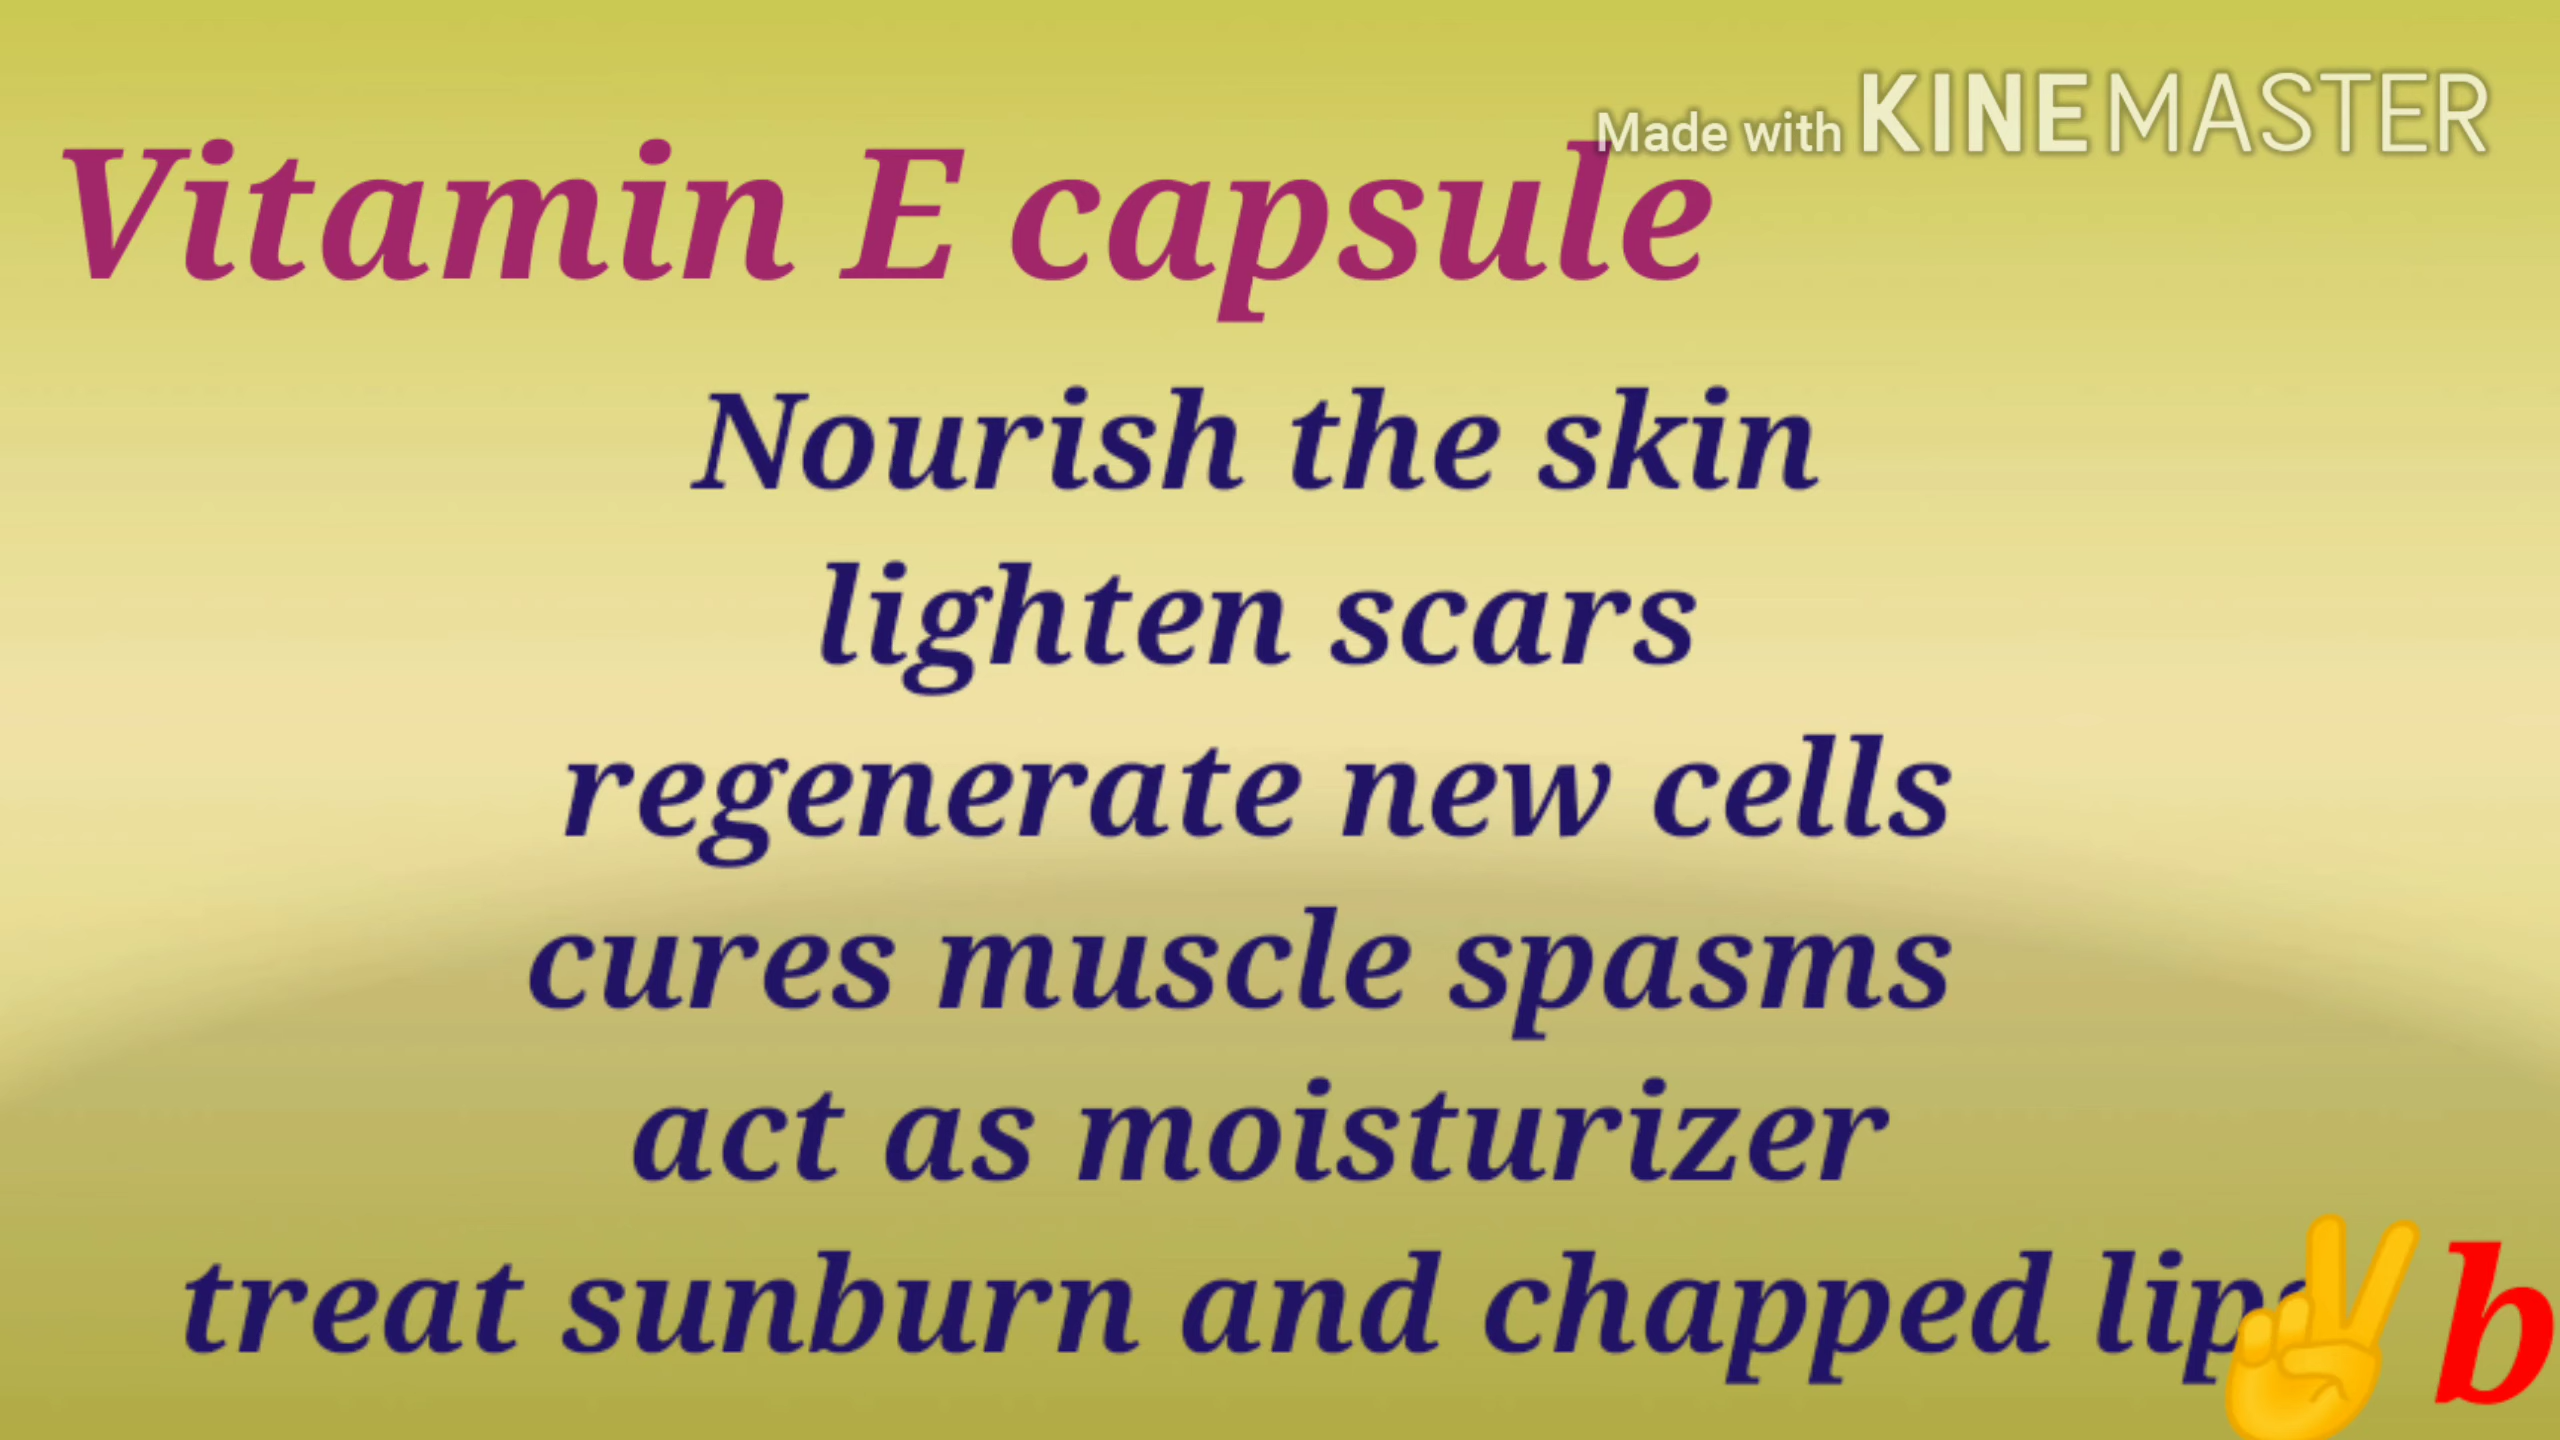 Made with KINEMASTER
Vitamin E capsule
Nourish the skin
lighten scars
regenerate new cells
cures muscle spasms
act as moisturizer
treat sunburn and chapped lips
b